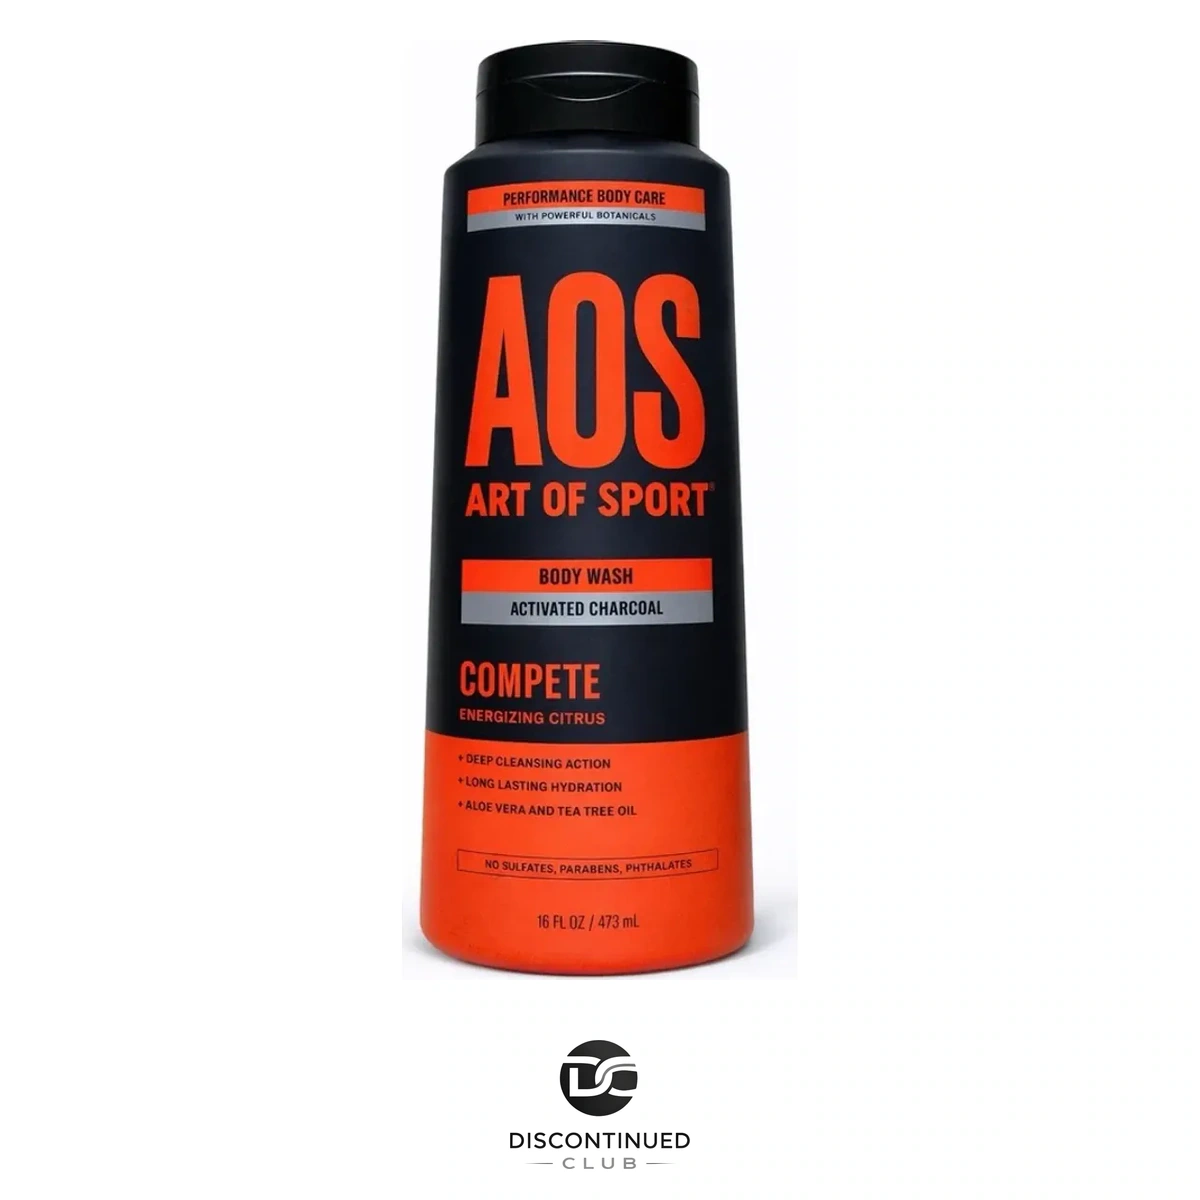 PERFORMANCE BODY CARE
WITH POWERFUL BOTANICALS
AOS
ART OF SPORT®
BODY WASH
ACTIVATED CHARCOAL
COMPETE
ENERGIZING CITRUS
+ DEEP CLEANSING ACTION
+ LONG LASTING HYDRATION
+ ALOE VERA AND TEA TREE OIL
NO SULFATES, PARABENS, PHTHALATES
16 FL OZ / 473 mL
DC
DISCONTINUED
CLUB